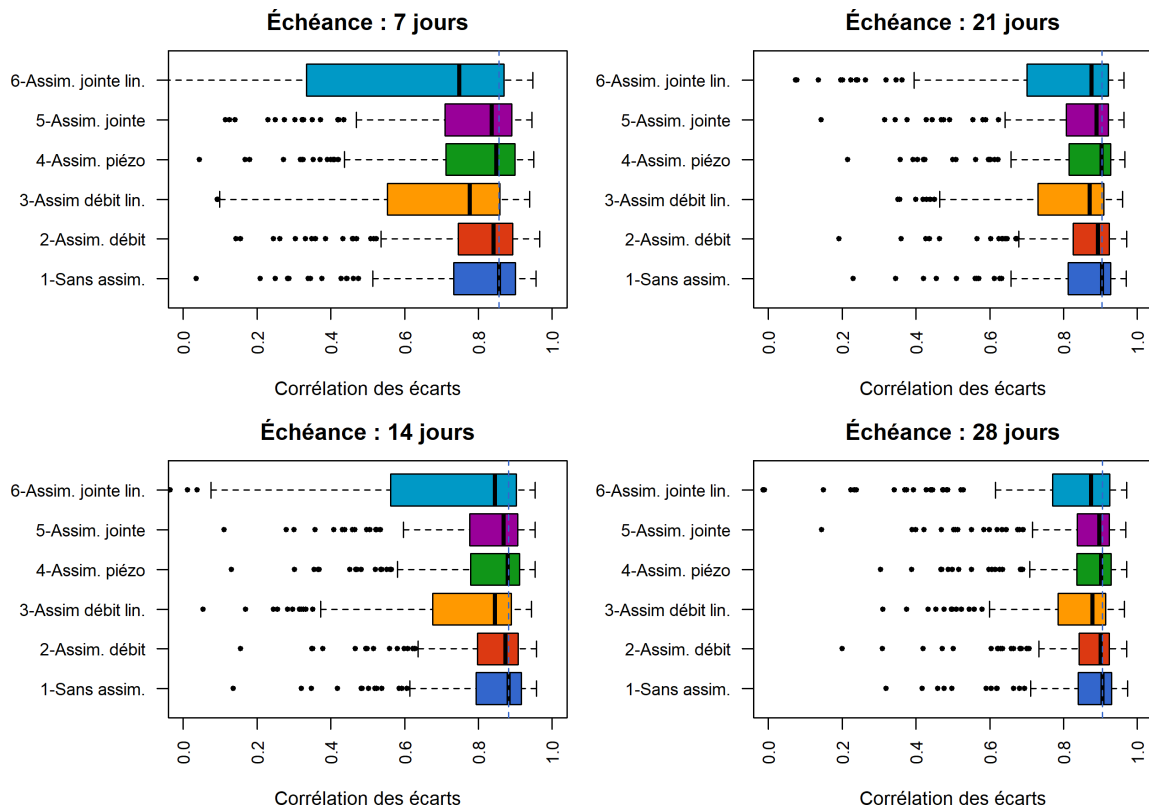 Échéance : 7 jours
6-Assim. jointe lin.
5-Assim. jointe
4-Assim. piézo
3-Assim débit lin.
2-Assim. débit
1-Sans assim.
0.0 0.2 0.4 0.6 0.8 1.0
Corrélation des écarts
Échéance : 21 jours
6-Assim. jointe lin.
5-Assim. jointe
4-Assim. piézo
3-Assim débit lin.
2-Assim. débit
1-Sans assim.
0.0 0.2 0.4 0.6 0.8 1.0
Corrélation des écarts
Échéance : 14 jours
6-Assim. jointe lin.
5-Assim. jointe
4-Assim. piézo
3-Assim débit lin.
2-Assim. débit
1-Sans assim.
0.0 0.2 0.4 0.6 0.8 1.0
Corrélation des écarts
Échéance : 28 jours
6-Assim. jointe lin.
5-Assim. jointe
4-Assim. piézo
3-Assim débit lin.
2-Assim. débit
1-Sans assim.
0.0 0.2 0.4 0.6 0.8 1.0
Corrélation des écarts